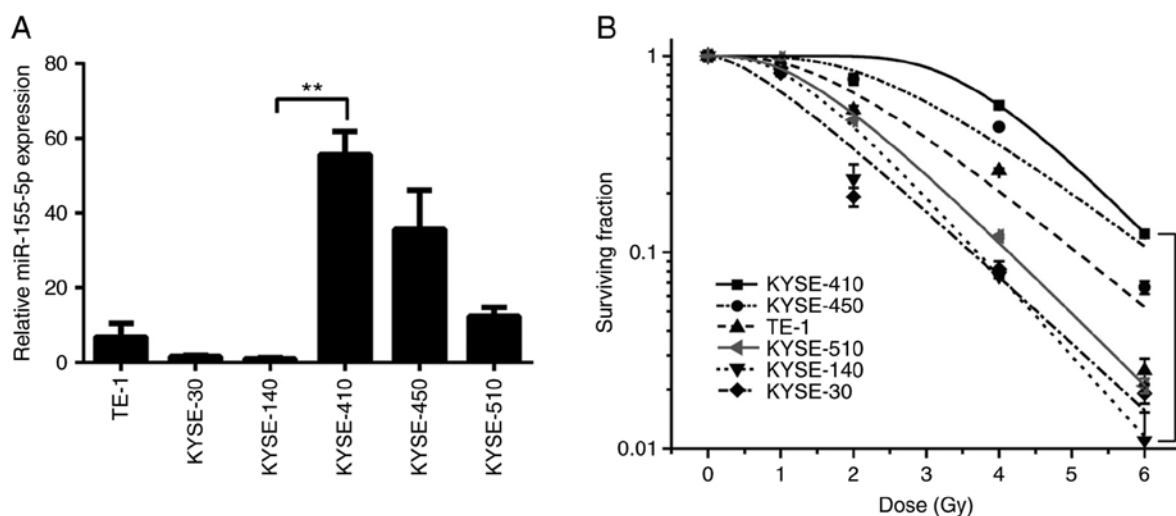 A
Relative miR-155-5p expression
80
60
40
20
0
**
TE-1
KYSE-30
KYSE-140
KYSE-410
KYSE-450
KYSE-510
B
Surviving fraction
1
0.1
0.01
KYSE-410
KYSE-450
TE-1
KYSE-510
KYSE-140
KYSE-30
0 1 2 3 4 5 6
Dose (Gy)